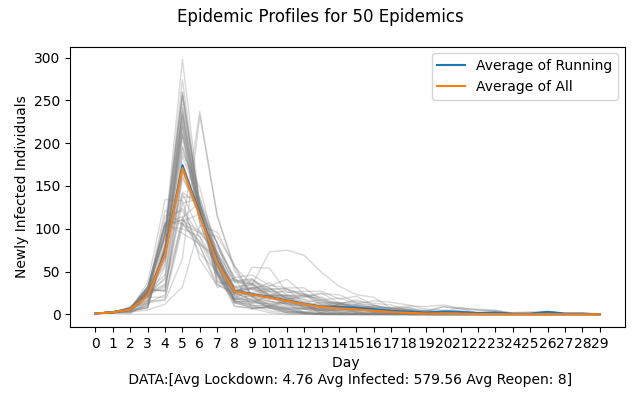 Epidemic Profiles for 50 Epidemics
300
250
200
150
100
50
0
Newly Infected Individuals
Average of Running
Average of All
0 1 2 3 4 5 6 7 8 9 10 11 12 13 14 15 16 17 18 19 20 21 22 23 24 25 26 27 28 29
Day
DATA:[Avg Lockdown: 4.76 Avg Infected: 579.56 Avg Reopen: 8]